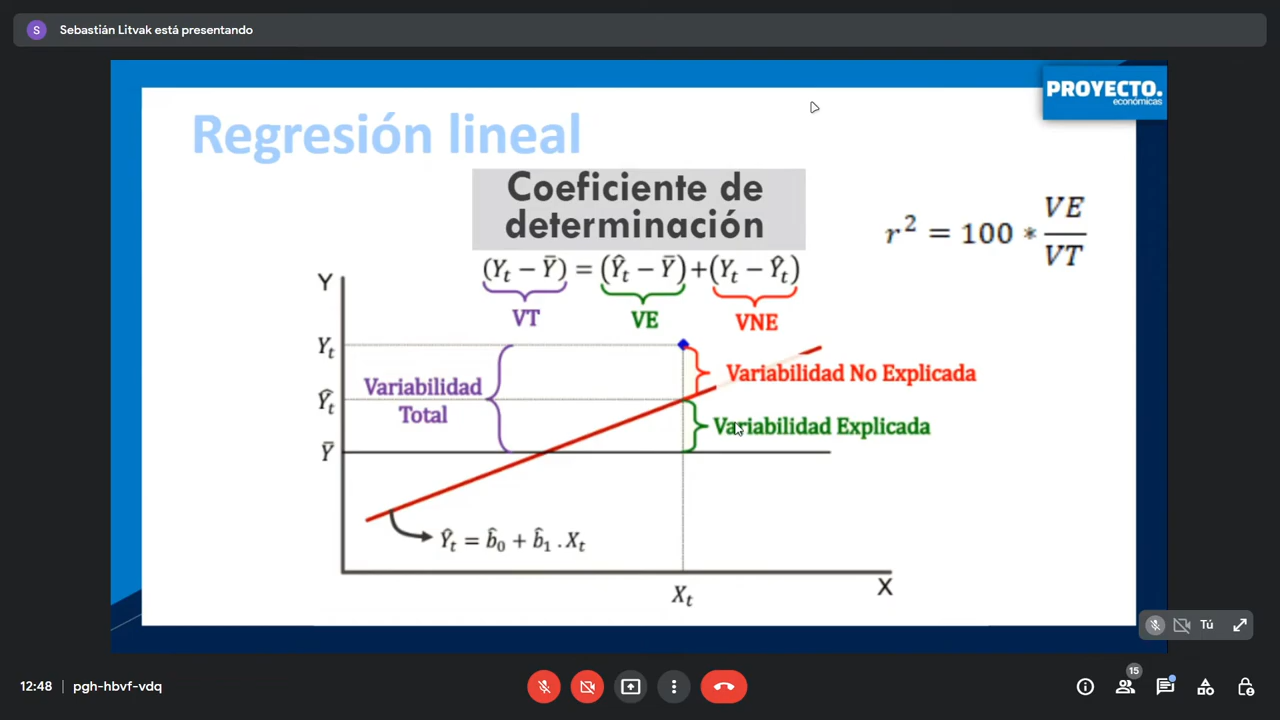 S Sebastián Litvak está presentando
PROYECTO.
económicas
Regresión lineal
Coeficiente de
determinación
r² = 100 * VE/VT
(Yₜ − Ȳ) = (Ŷₜ − Ȳ)+(Yₜ − Ŷₜ)
VT VE VNE
Y
Yₜ
Variabilidad No Explicada
Variabilidad
Total
Ŷₜ
Variabilidad Explicada
Ȳ
Ŷₜ = b̂₀ + b̂₁ . Xₜ
Xₜ
X
Tú
12:48 | pgh-hbvf-vdq
15